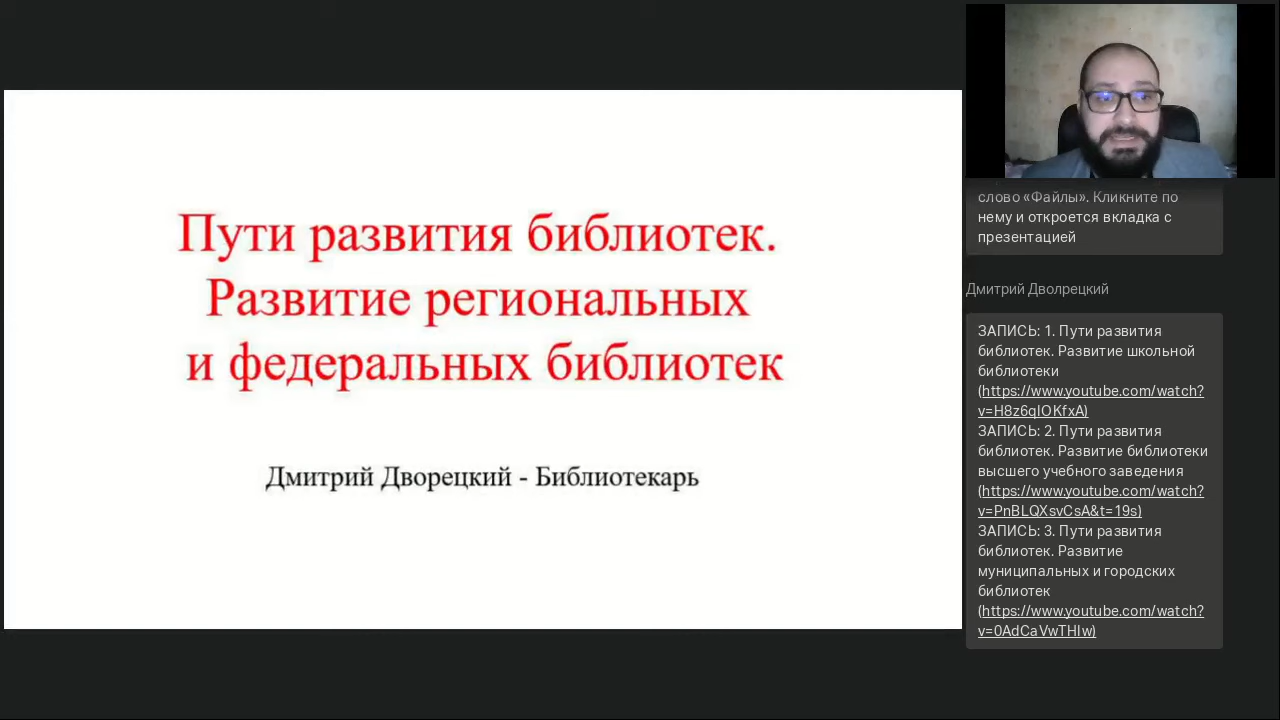 Пути развития библиотек.
Развитие региональных
и федеральных библиотек
Дмитрий Дворецкий - Библиотекарь
слово «Файлы». Кликните по
нему и откроется вкладка с
презентацией
Дмитрий Дволрецкий
ЗАПИСЬ: 1. Пути развития
библиотек. Развитие школьной
библиотеки
(https://www.youtube.com/watch?
v=H8z6qIOKfxA)
ЗАПИСЬ: 2. Пути развития
библиотек. Развитие библиотеки
высшего учебного заведения
(https://www.youtube.com/watch?
v=PnBLQXsvCsA&t=19s)
ЗАПИСЬ: 3. Пути развития
библиотек. Развитие
муниципальных и городских
библиотек
(https://www.youtube.com/watch?
v=0AdCaVwTHIw)